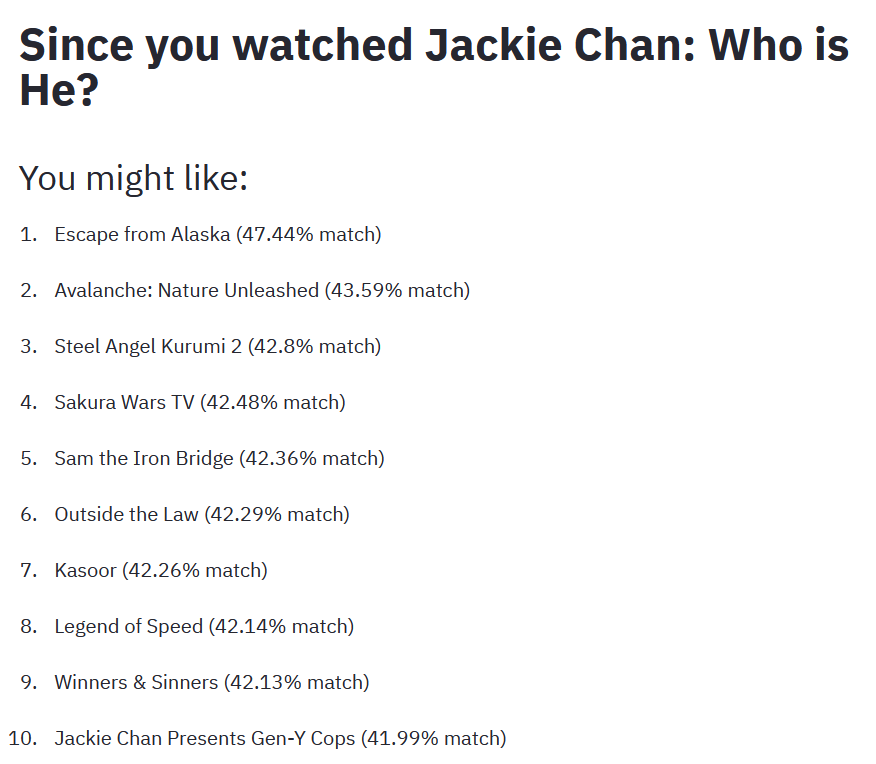 Since you watched Jackie Chan: Who is
He?
You might like:
1. Escape from Alaska (47.44% match)
2. Avalanche: Nature Unleashed (43.59% match)
3. Steel Angel Kurumi 2 (42.8% match)
4. Sakura Wars TV (42.48% match)
5. Sam the Iron Bridge (42.36% match)
6. Outside the Law (42.29% match)
7. Kasoor (42.26% match)
8. Legend of Speed (42.14% match)
9. Winners & Sinners (42.13% match)
10. Jackie Chan Presents Gen-Y Cops (41.99% match)